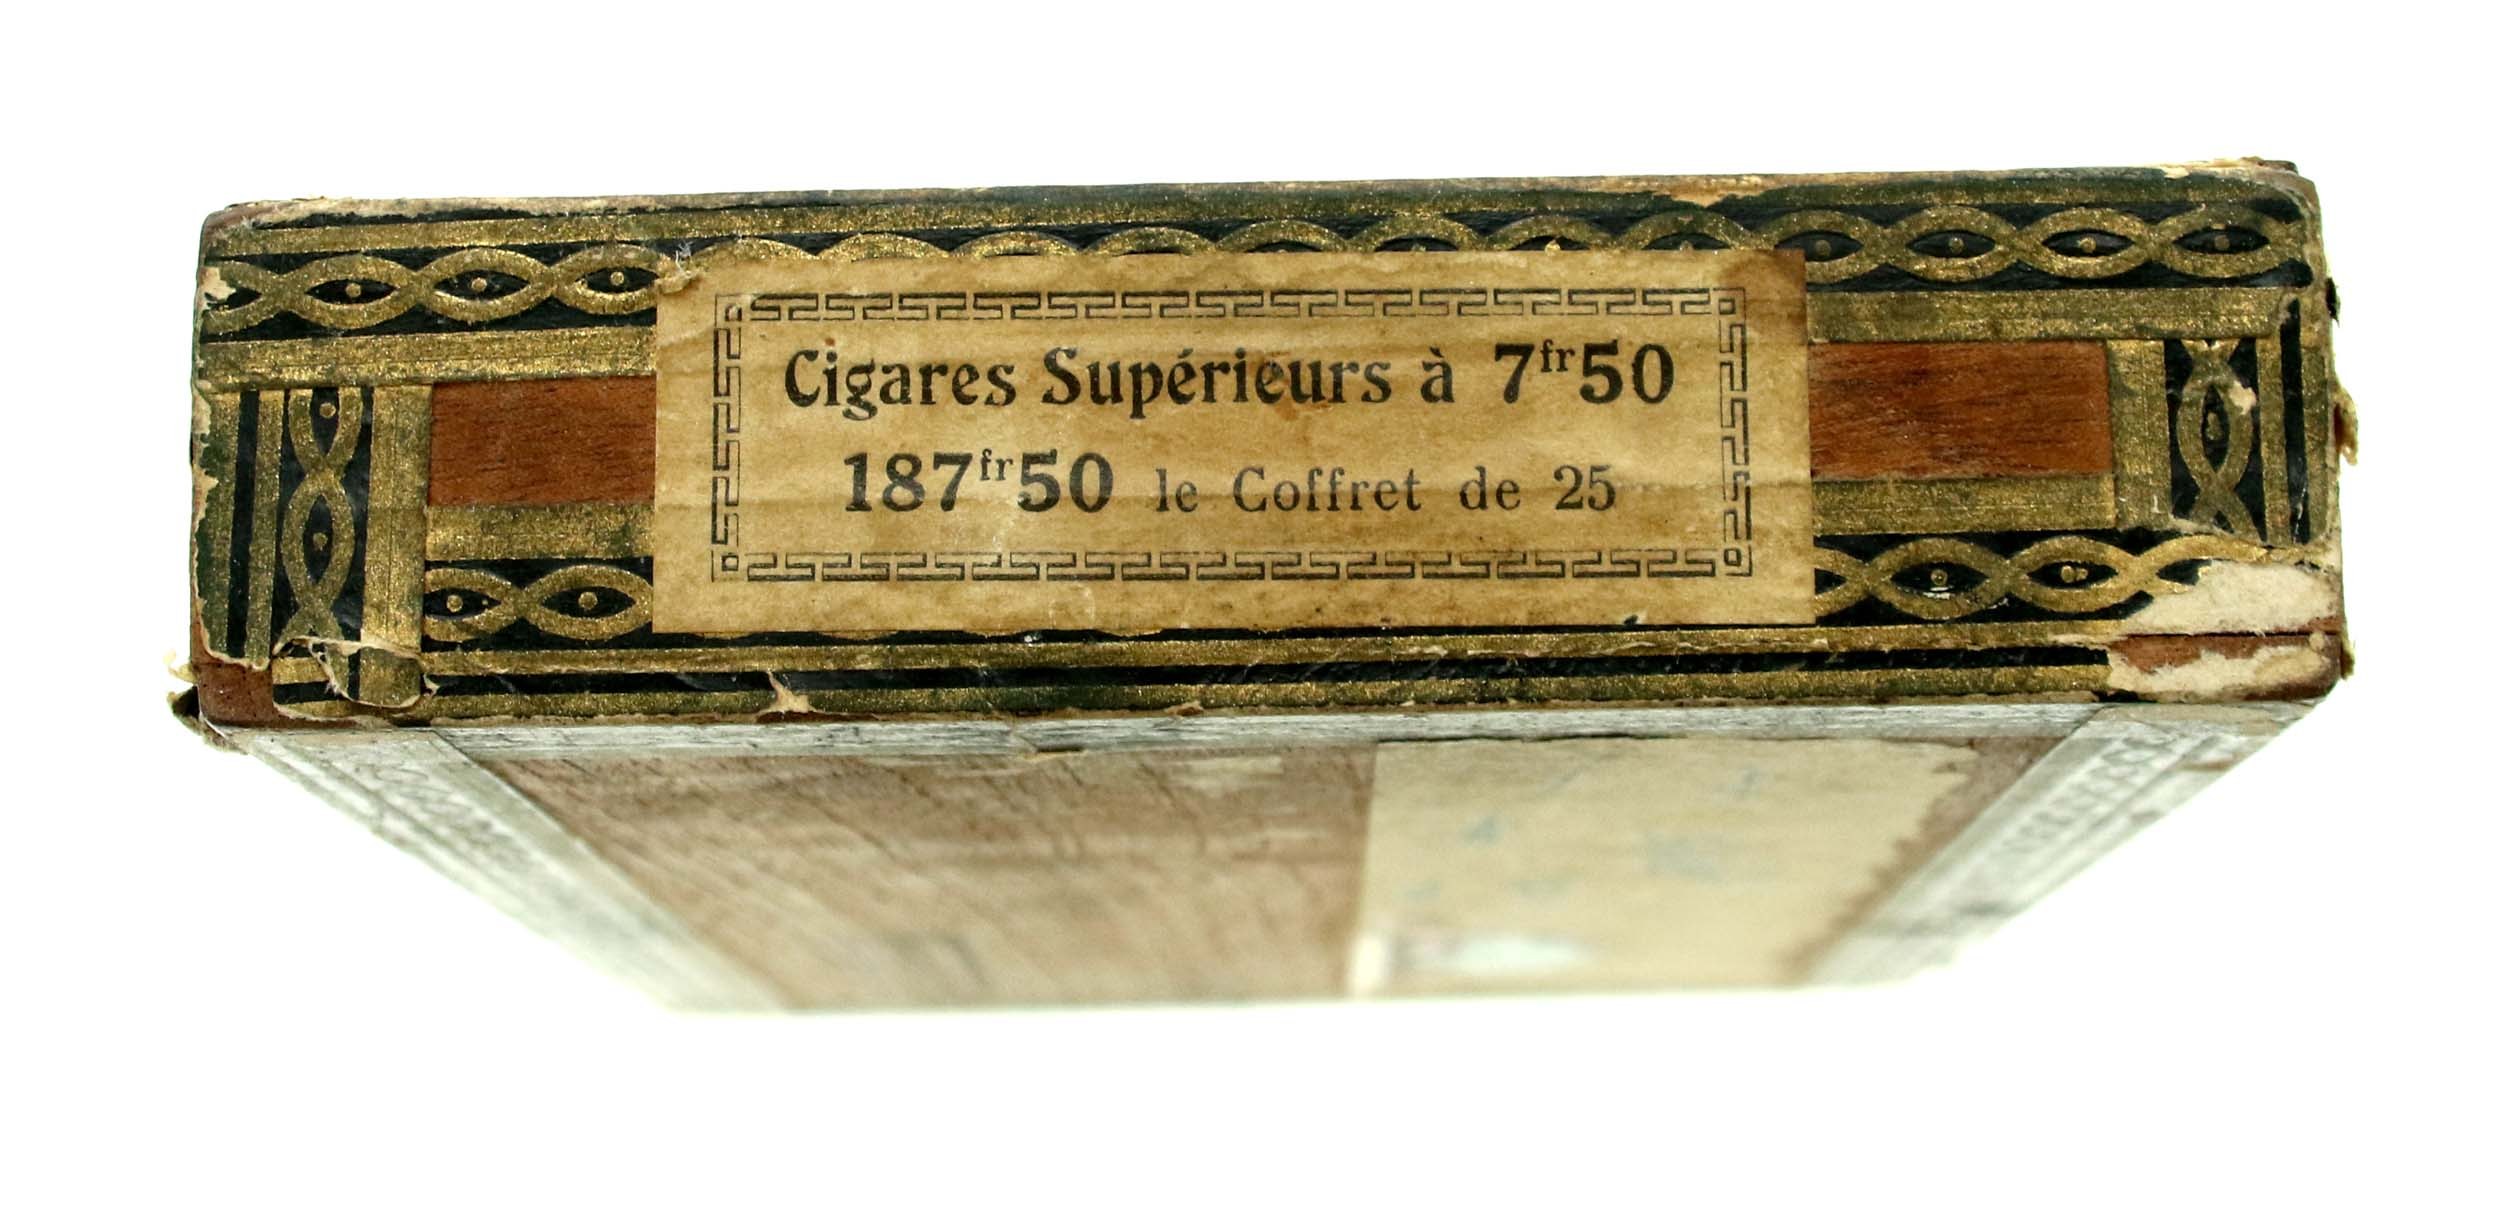 Cigares Supérieurs à 7fr50
187fr50 le Coffret de 25